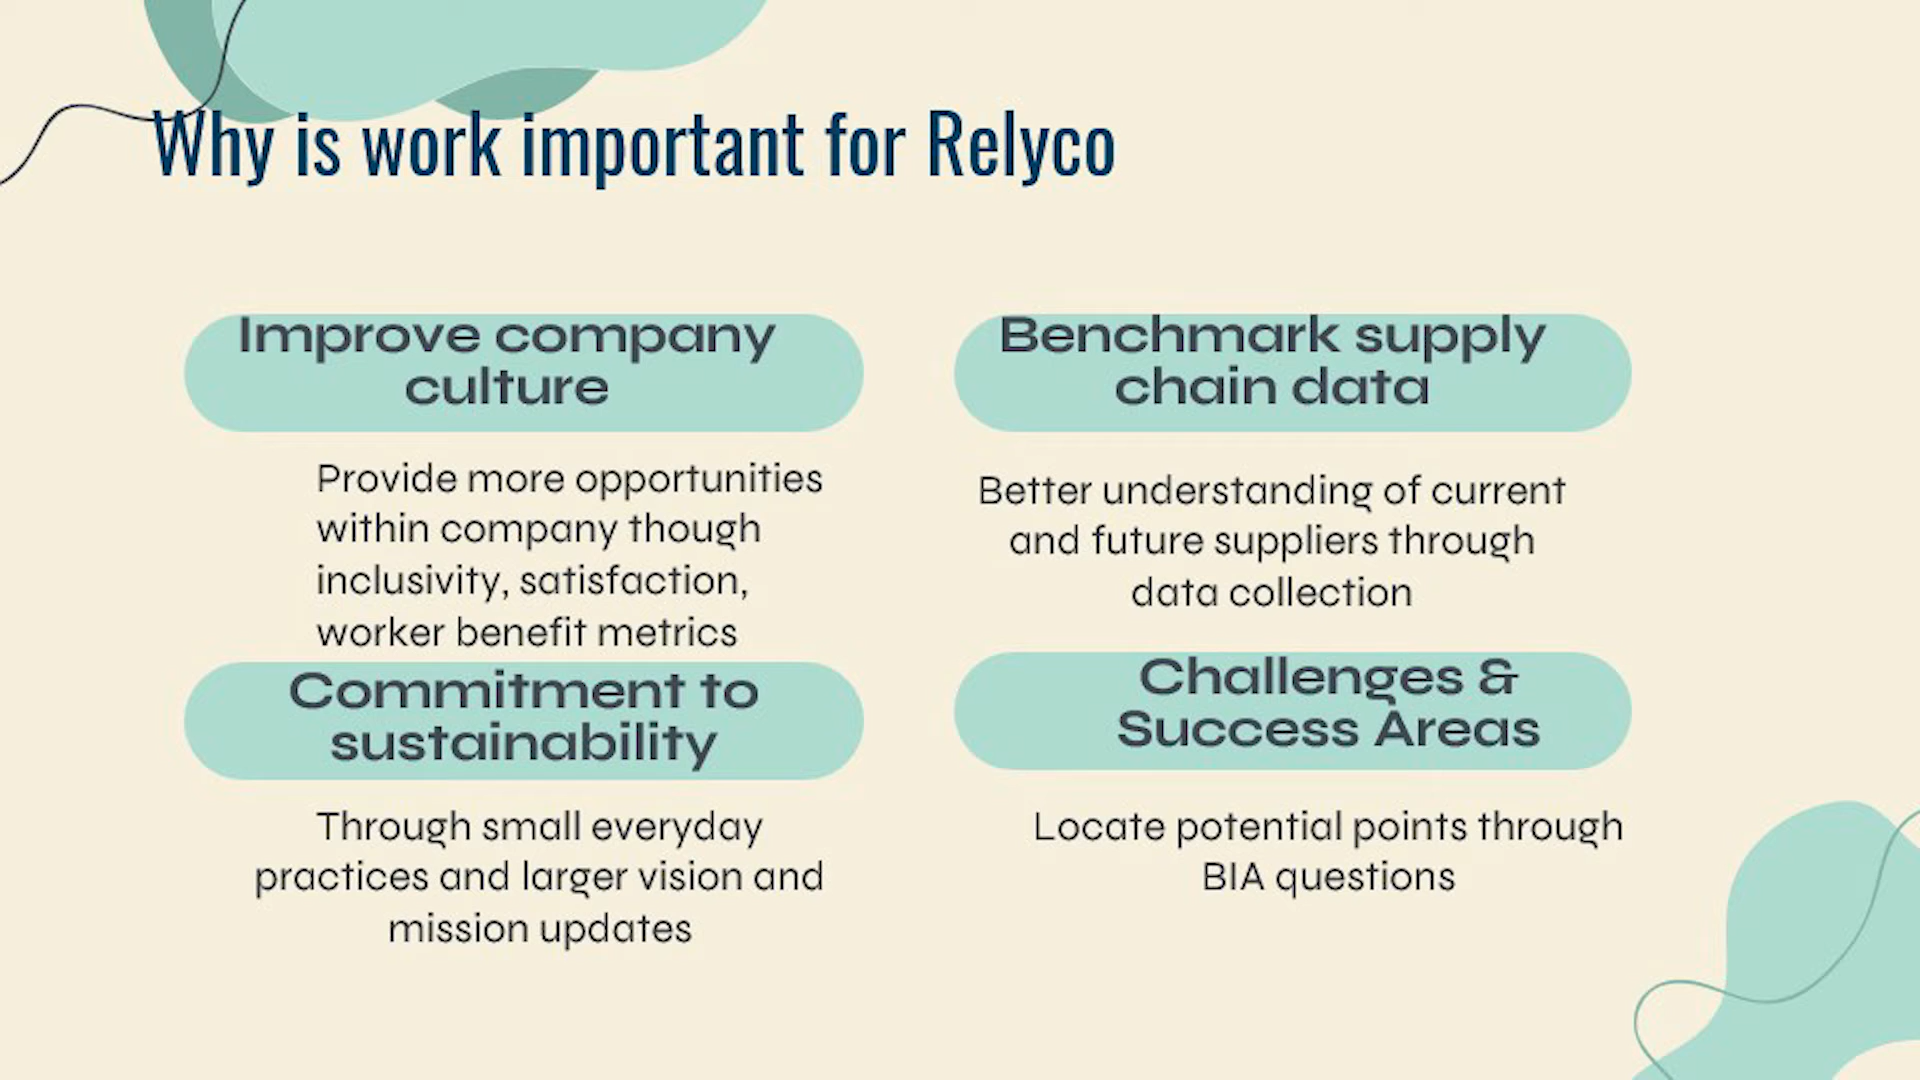 Why is work important for Relyco
Improve company
culture
Provide more opportunities
within company though
inclusivity, satisfaction,
worker benefit metrics
Benchmark supply
chain data
Better understanding of current
and future suppliers through
data collection
Commitment to
sustainability
Through small everyday
practices and larger vision and
mission updates
Challenges &
Success Areas
Locate potential points through
BIA questions